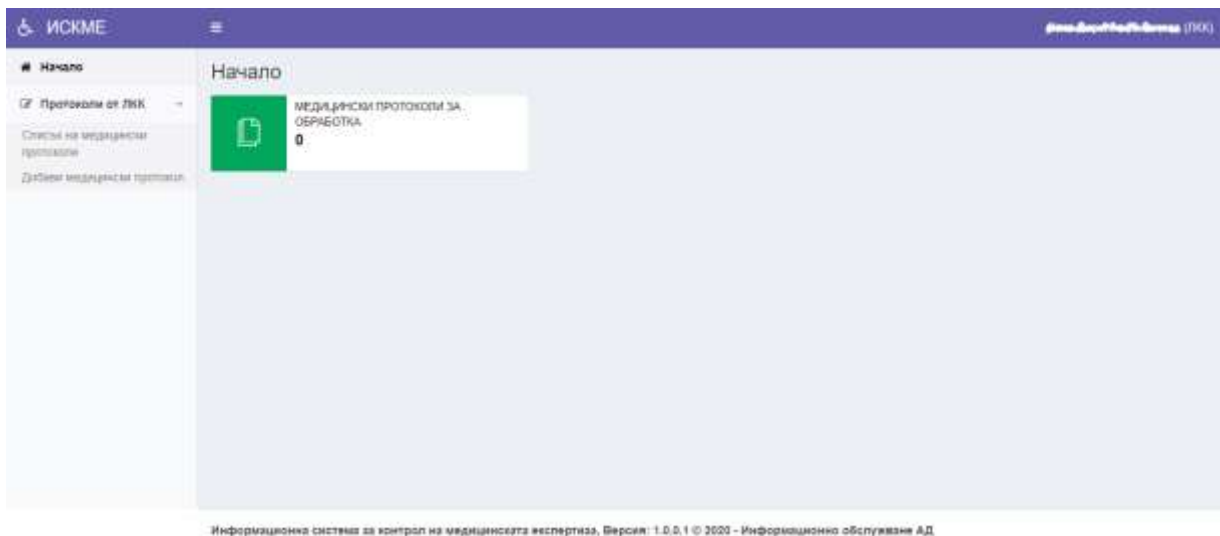 ИСКМЕ
(ЛКК)
Начало
Протоколи от ЛКК
Списък на медицински
протоколи
Добави медицински протокол
Начало
МЕДИЦИНСКИ ПРОТОКОЛИ ЗА
ОБРАБОТКА
0
Информационна система за контрол на медицинската експертиза, Версия: 1.0.0.1 © 2020 - Информационно обслужване АД